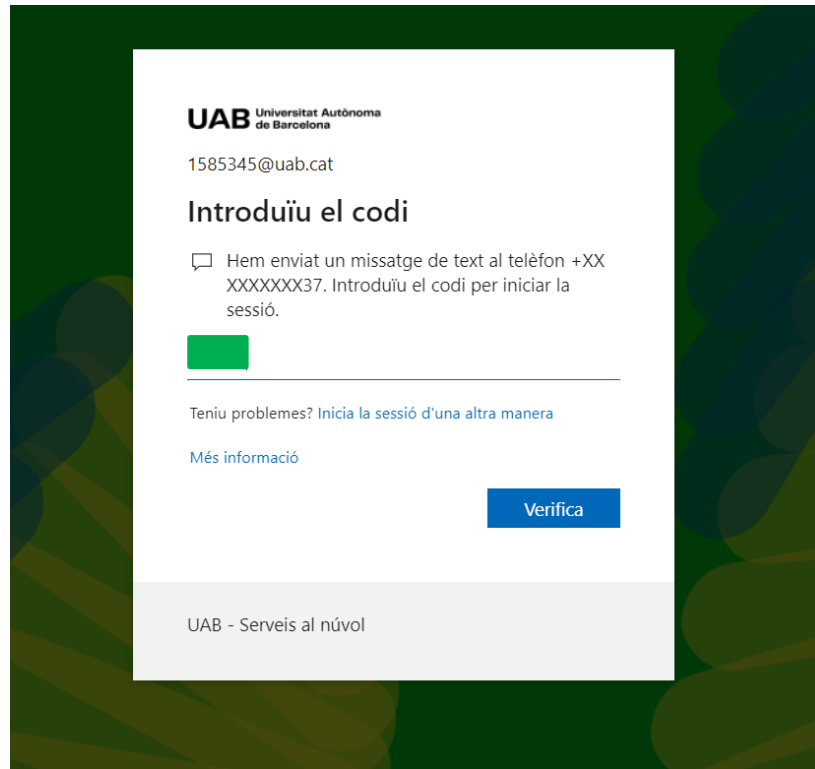 UAB Universitat Autònoma
de Barcelona
1585345@uab.cat
Introduïu el codi
Hem enviat un missatge de text al telèfon +XX
XXXXXXX37. Introduïu el codi per iniciar la
sessió.
Teniu problemes? Inicia la sessió d'una altra manera
Més informació
Verifica
UAB - Serveis al núvol